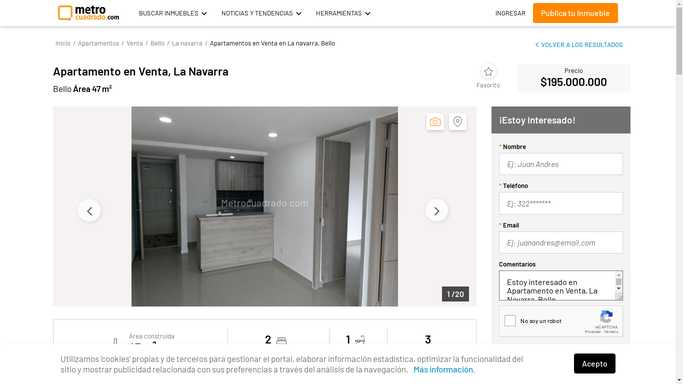 metro
cuadrado.com
BUSCAR INMUEBLES
NOTICIAS Y TENDENCIAS
HERRAMIENTAS
INGRESAR
Publica tu Inmueble
Inicio / Apartamentos / Venta / Bello / La navarra / Apartamentos en Venta en La navarra, Bello
VOLVER A LOS RESULTADOS
Apartamento en Venta, La Navarra
Bello Área 47 m²
Favorito
Precio
$195.000.000
Metrocuadrado.com
1 / 20
¡Estoy Interesado!
* Nombre
Ej: Juan Andres
* Teléfono
Ej: 322*******
* Email
Ej: juanandres@email.com
Comentarios
Estoy interesado en
Apartamento en Venta, La
Navarra, Bello
No soy un robot
reCAPTCHA
Privacidad - Términos
Área construida
2
1
3
Utilizamos 'cookies' propias y de terceros para gestionar el portal, elaborar información estadística, optimizar la funcionalidad del
sitio y mostrar publicidad relacionada con sus preferencias a través del análisis de la navegación. Más información.
Acepto